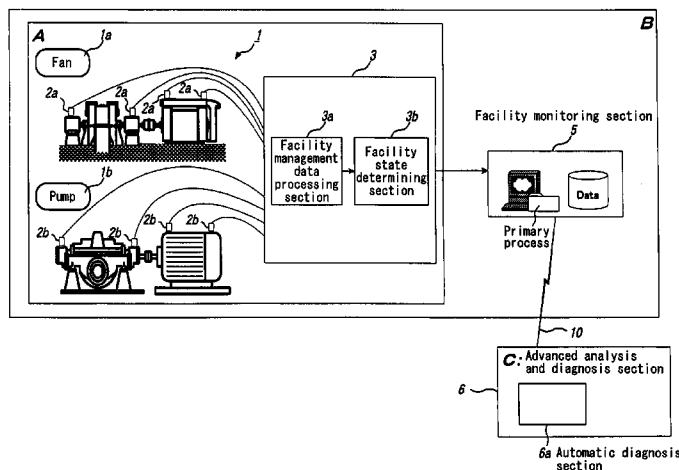 A
B
1a
1
Fan
3
2a
2a
2a
2a
3a
3b
Facility
management
data
processing
section
Facility
state
determining
section
Facility monitoring section
5
Data
Primary
process
1b
Pump
2b
2b
2b
2b
10
C: Advanced analysis
and diagnosis section
6
6a Automatic diagnosis
section